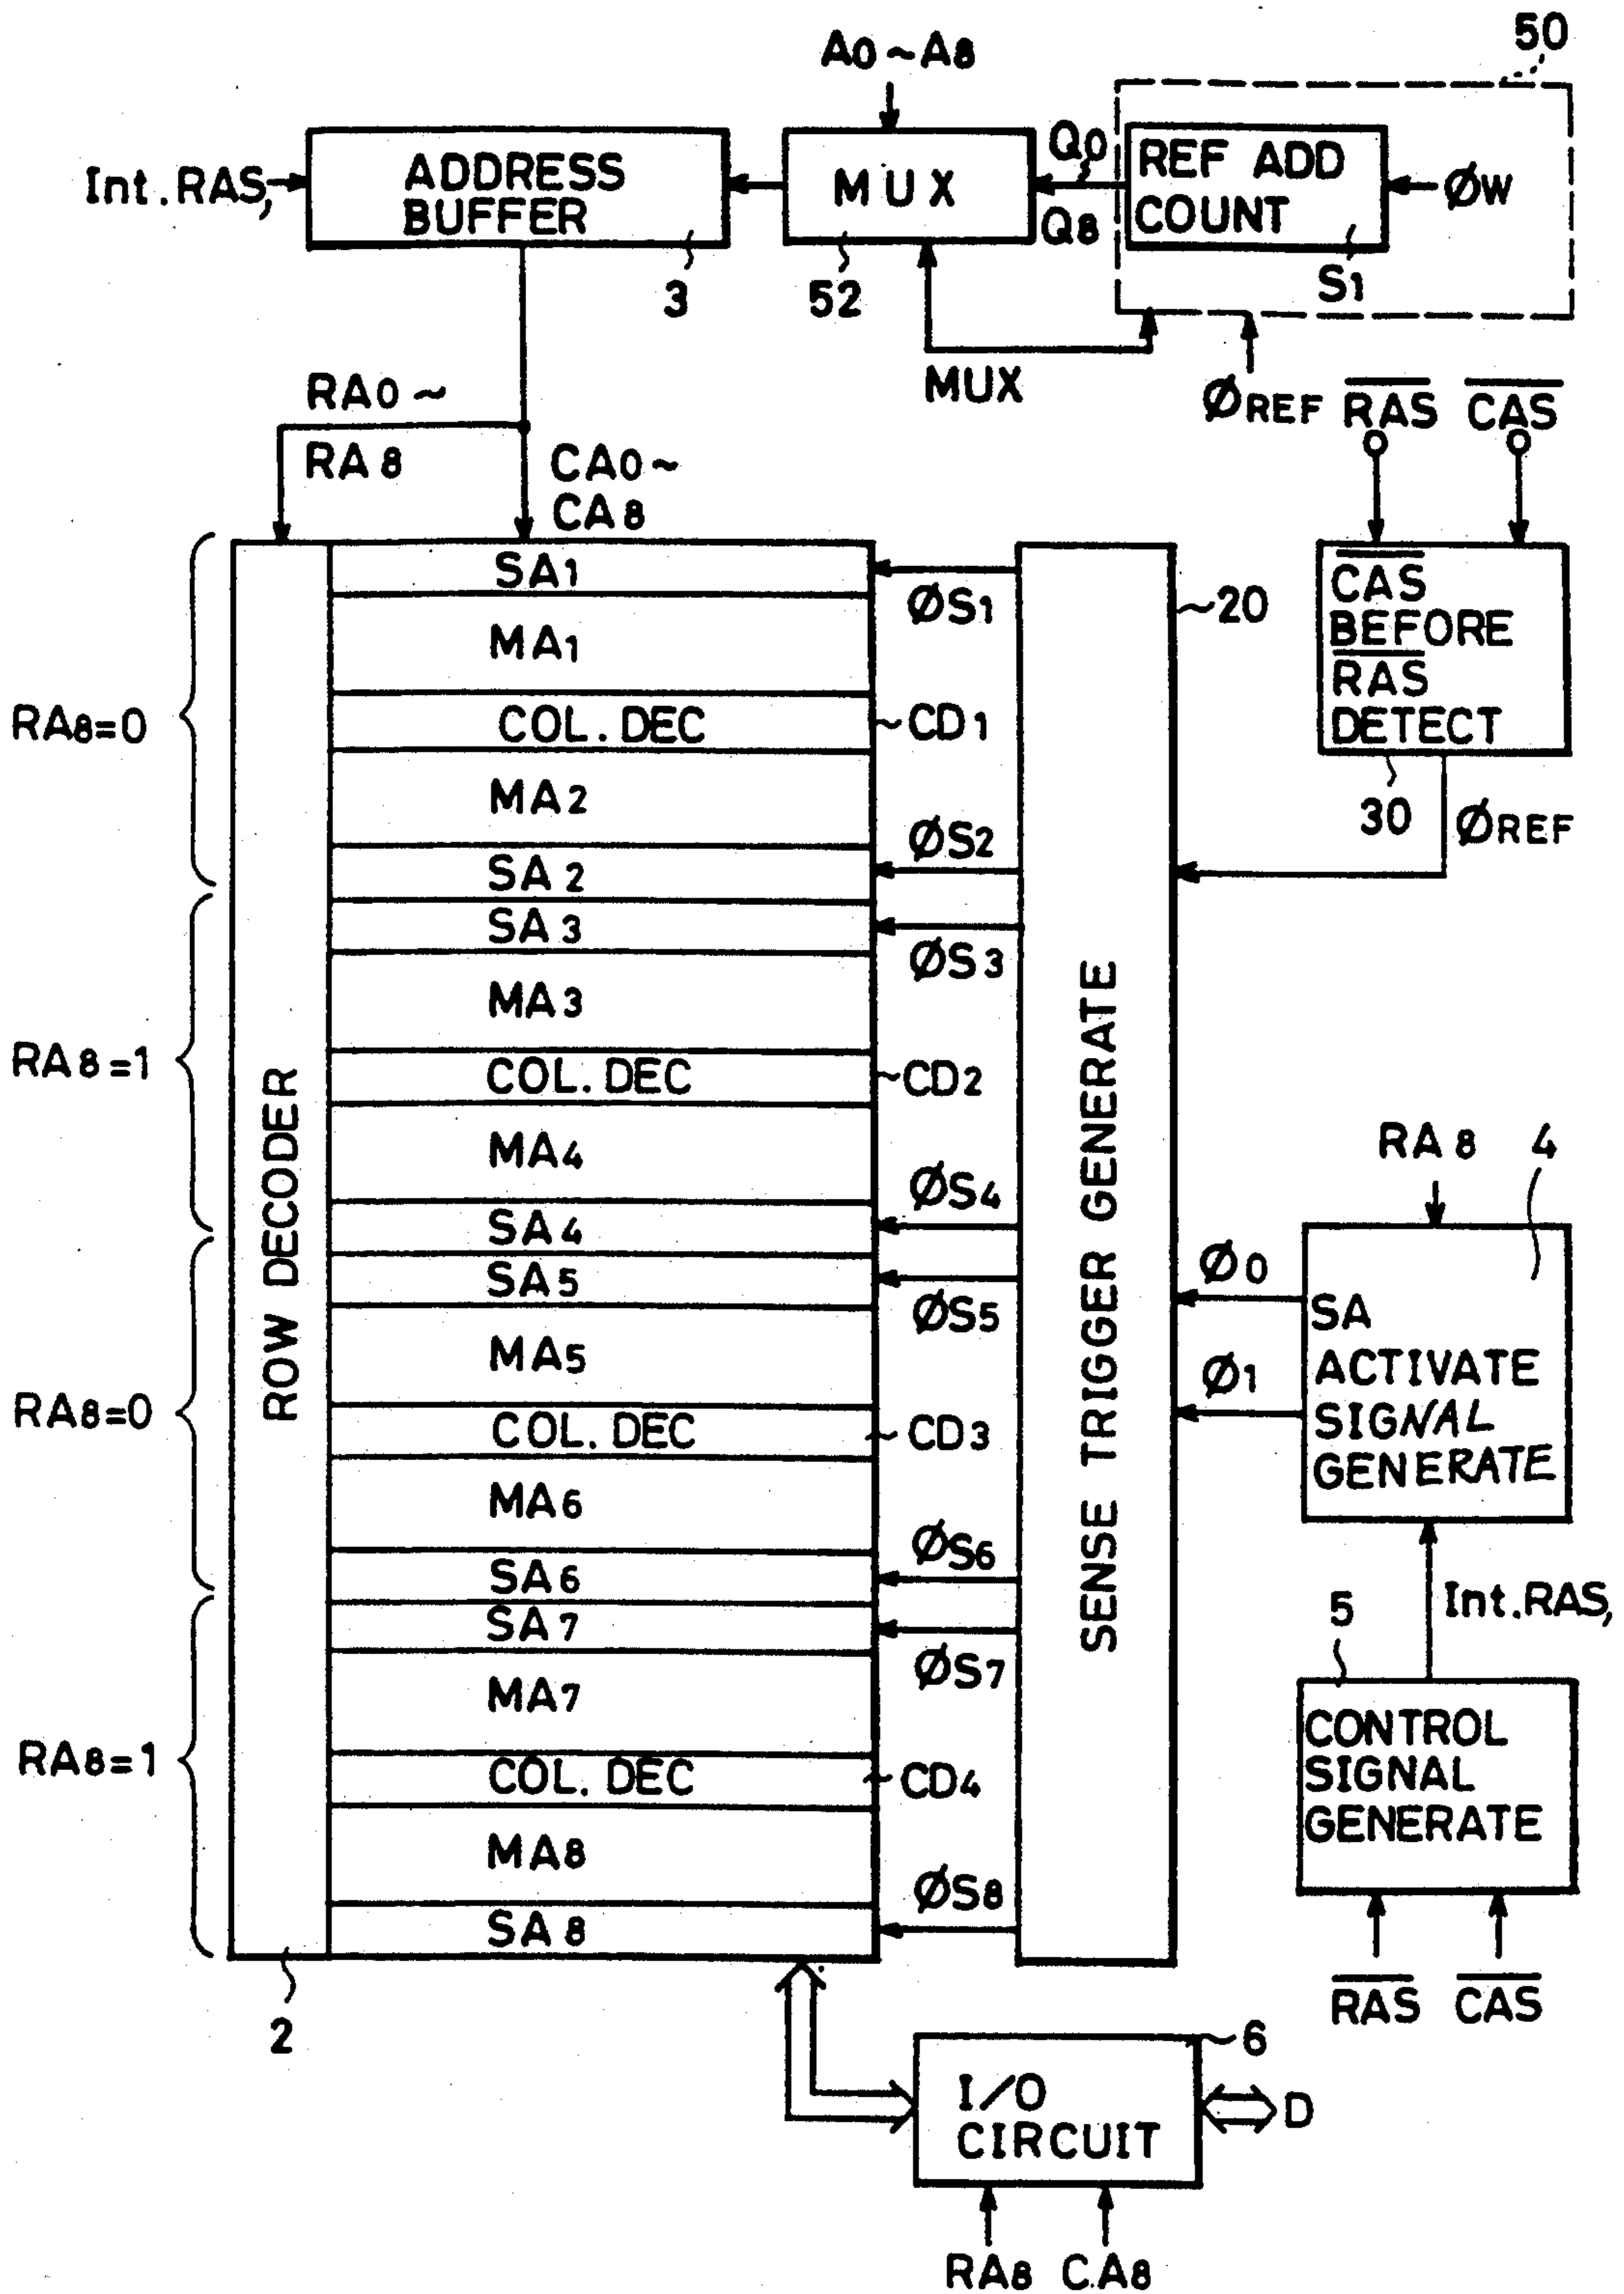 50
A0~A8
Int.RAS,
ADDRESS
BUFFER
MUX
Q0
Q8
REF ADD
COUNT
ØW
3
52
S1
MUX
ØREF
RAS
CAS
RA0~
RA8
CA0~
CA8
SA1
ØS1
20
CAS
BEFORE
RAS
DETECT
MA1
RA8=0
COL.DEC
CD1
MA2
ØS2
30
ØREF
SA2
SA3
ØS3
MA3
RA8=1
COL.DEC
CD2
MA4
ØS4
RA8
4
SA4
SA5
ØS5
Ø0
Ø1
SA
ACTIVATE
SIGNAL
GENERATE
ROW DECODER
SENSE TRIGGER GENERATE
MA5
RA8=0
COL.DEC
CD3
MA6
ØS6
SA6
SA7
ØS7
5
Int.RAS,
MA7
CONTROL
SIGNAL
GENERATE
RA8=1
COL.DEC
CD4
MA8
ØS8
SA8
RAS
CAS
2
6
I/O
CIRCUIT
D
RA8
C.A8